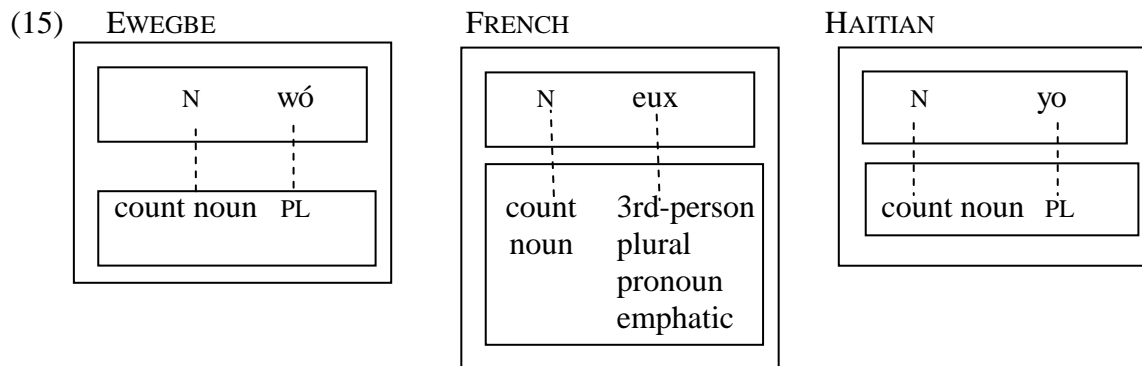 (15) EWEGBE FRENCH HAITIAN
N wó N eux N yo
count noun PL count 3rd-person count noun PL
noun plural
pronoun
emphatic